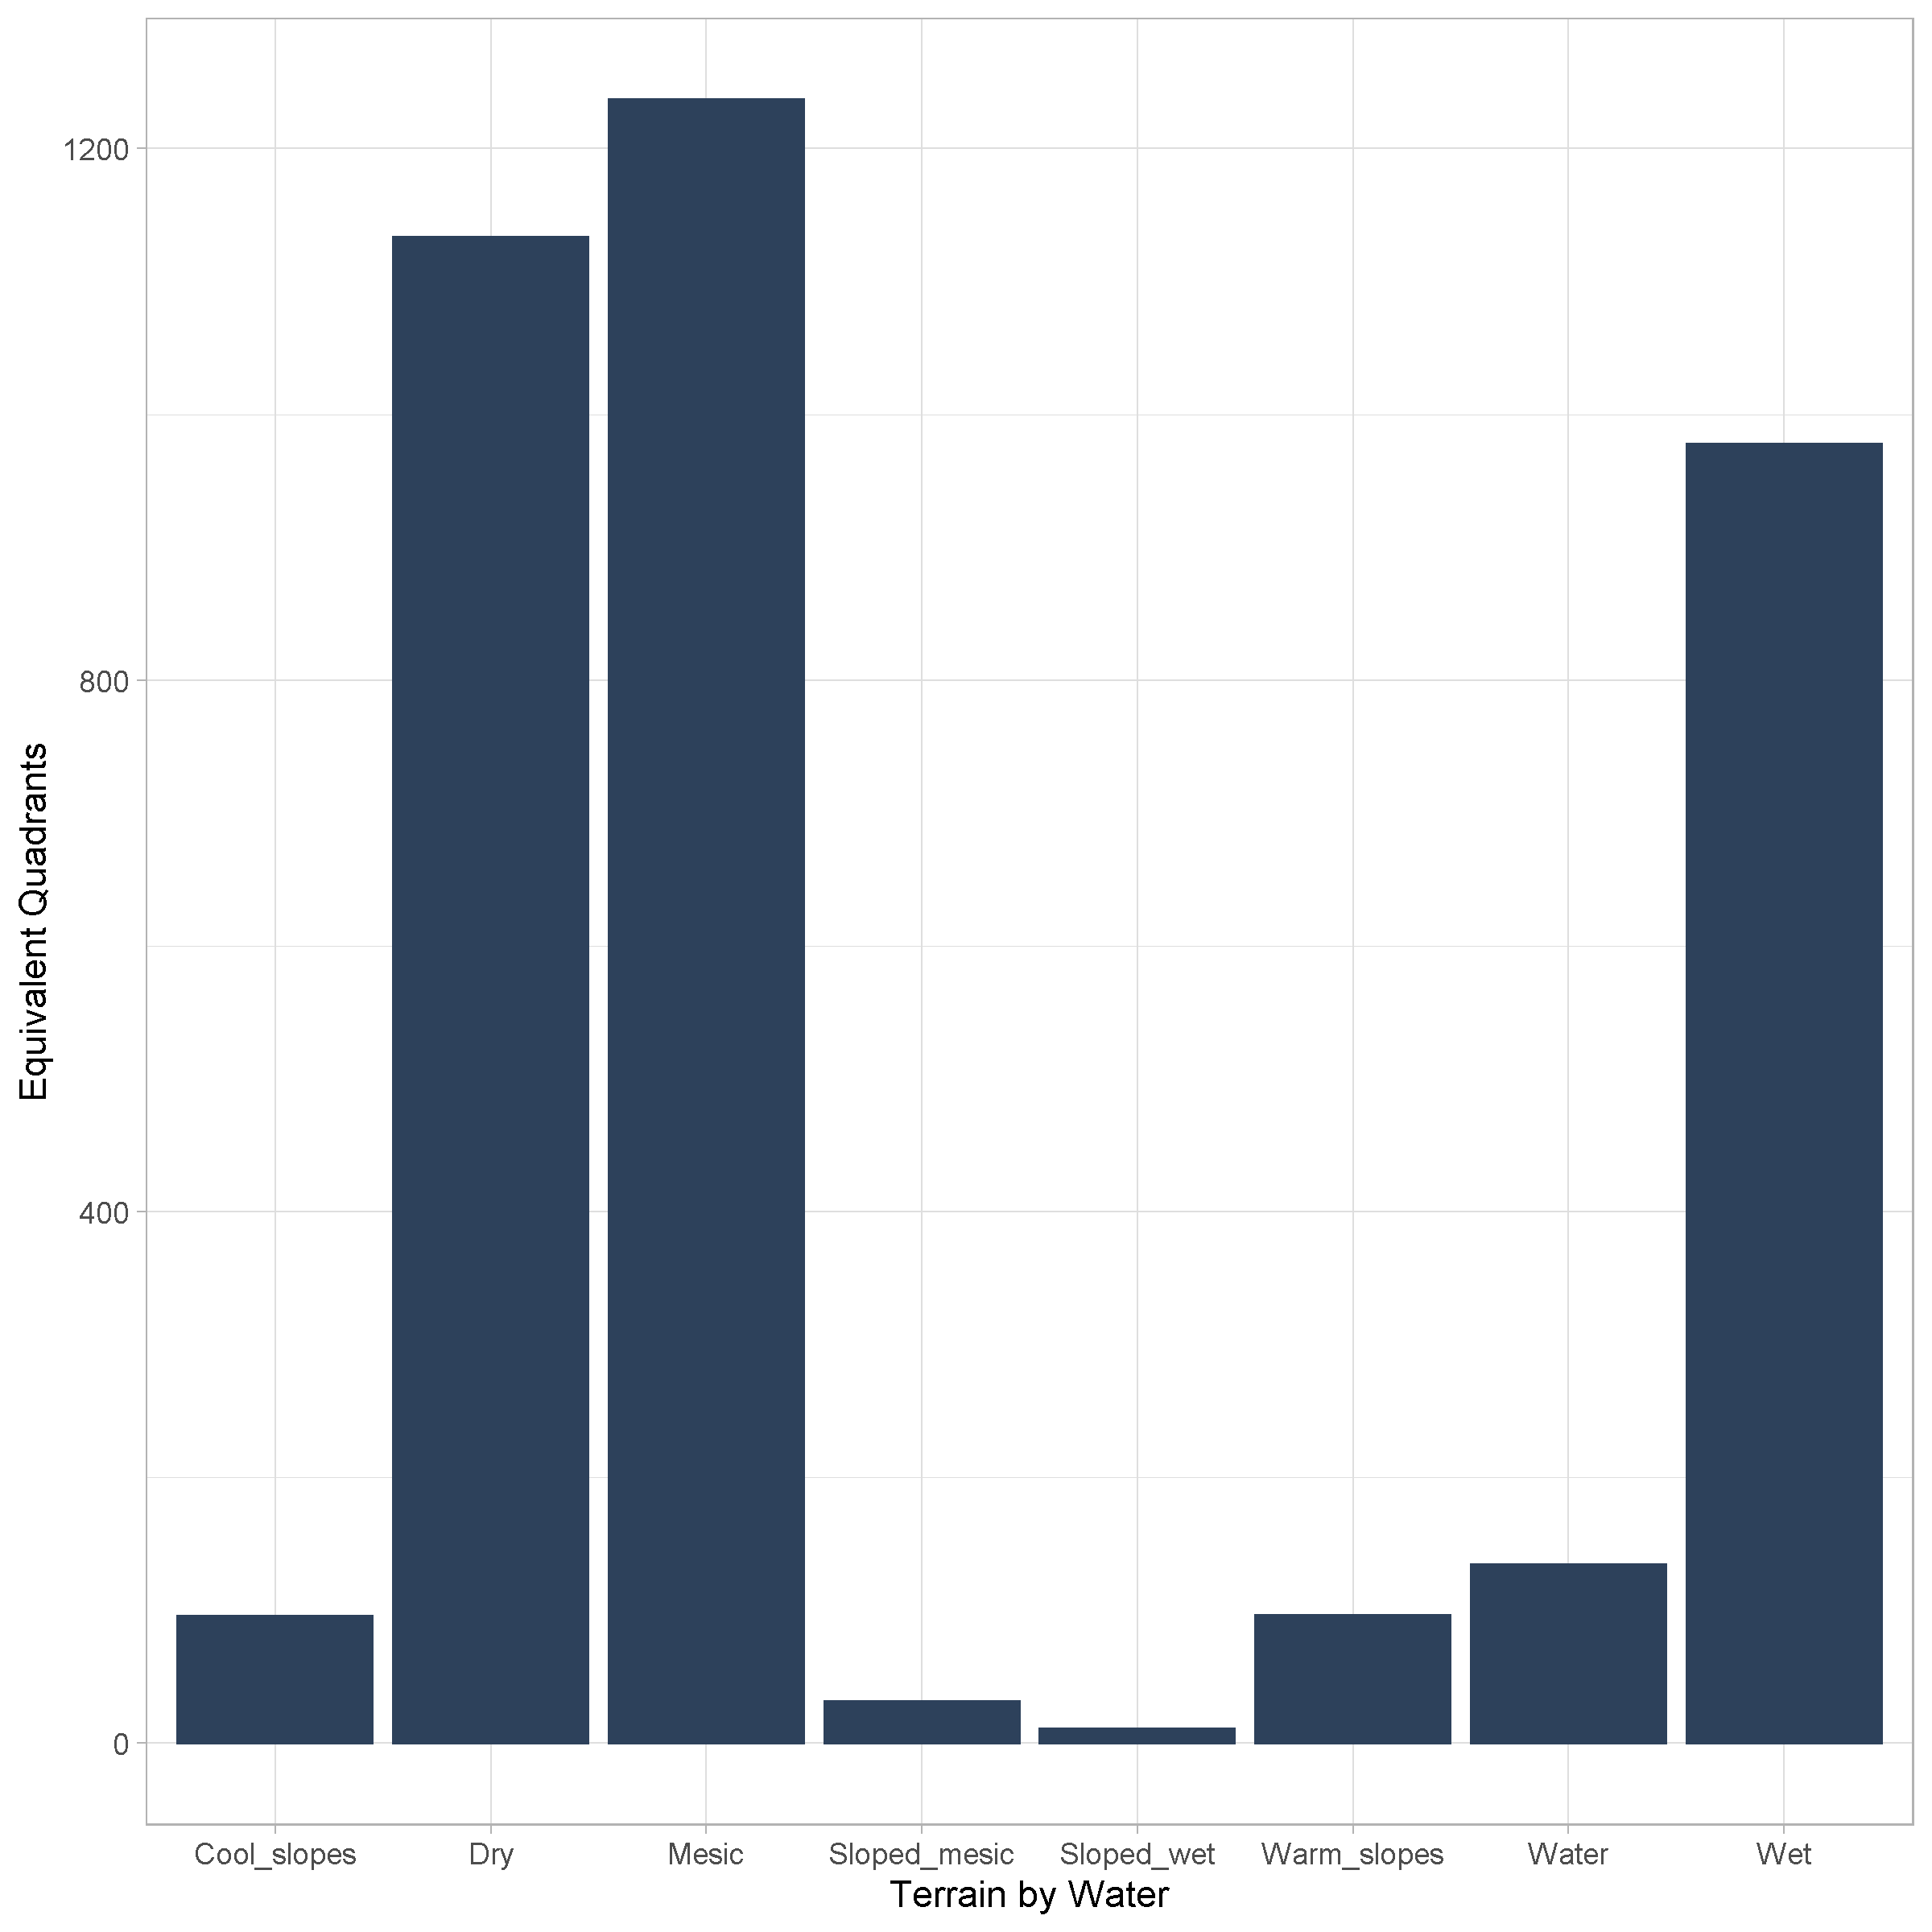 1200
800
400
0
Equivalent Quadrants
Cool_slopes Dry Mesic Sloped_mesic Sloped_wet Warm_slopes Water Wet
Terrain by Water